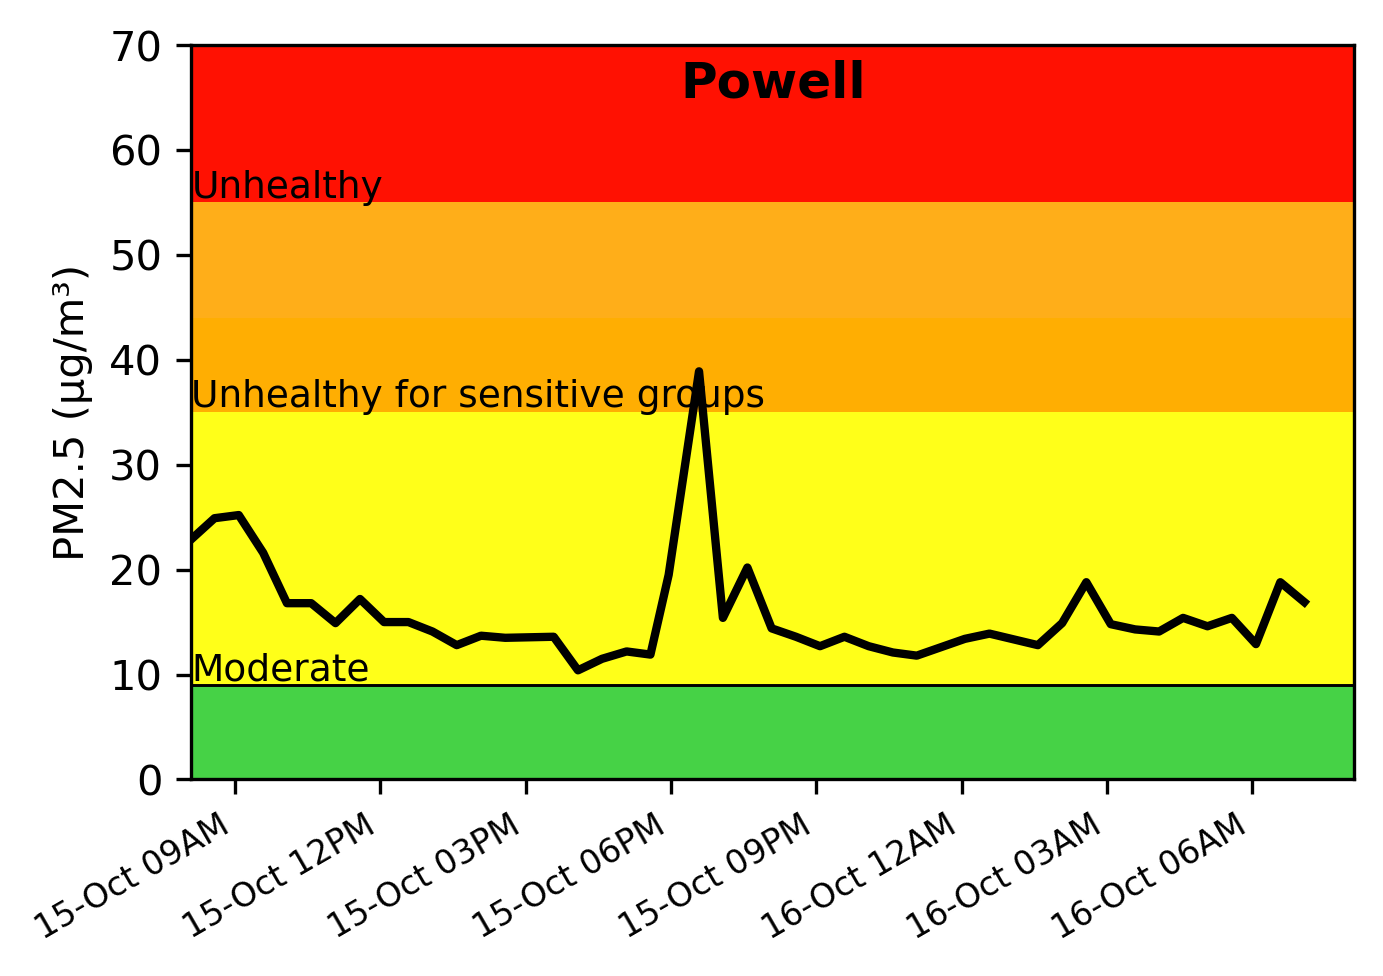 Powell
70
60
50
40
30
20
10
0
PM2.5 (µg/m³)
Unhealthy
Unhealthy for sensitive groups
Moderate
15-Oct 09AM
15-Oct 12PM
15-Oct 03PM
15-Oct 06PM
15-Oct 09PM
16-Oct 12AM
16-Oct 03AM
16-Oct 06AM